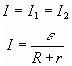 I = I₁ = I₂
I = ℰ / (R + r)